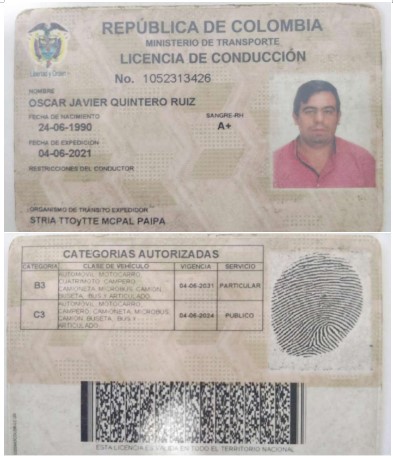 REPÚBLICA DE COLOMBIA
MINISTERIO DE TRANSPORTE
LICENCIA DE CONDUCCIÓN
Libertad y Orden
No. 1052313426
NOMBRE
OSCAR JAVIER QUINTERO RUIZ
FECHA DE NACIMIENTO SANGRE-RH
24-06-1990 A+
FECHA DE EXPEDICIÓN
04-06-2021
RESTRICCIONES DEL CONDUCTOR
ORGANISMO DE TRÁNSITO EXPEDIDOR
STRIA TTOyTTE MCPAL PAIPA
CATEGORIAS AUTORIZADAS
CATEGORIA CLASE DE VEHÍCULO VIGENCIA SERVICIO
AUTOMOVIL, MOTOCARRO,
CUATRIMOTO, CAMPERO,
B3 CAMIONETA, MICROBUS, CAMION, 04-06-2031 PARTICULAR
BUSETA, BUS Y ARTICULADO.
AUTOMOVIL, MOTOCARRO,
CAMPERO, CAMIONETA, MICROBUS,
C3 CAMION, BUSETA, BUS Y 04-06-2024 PUBLICO
ARTICULADO.
ESTA LICENCIA ES VÁLIDA EN TODO EL TERRITORIO NACIONAL